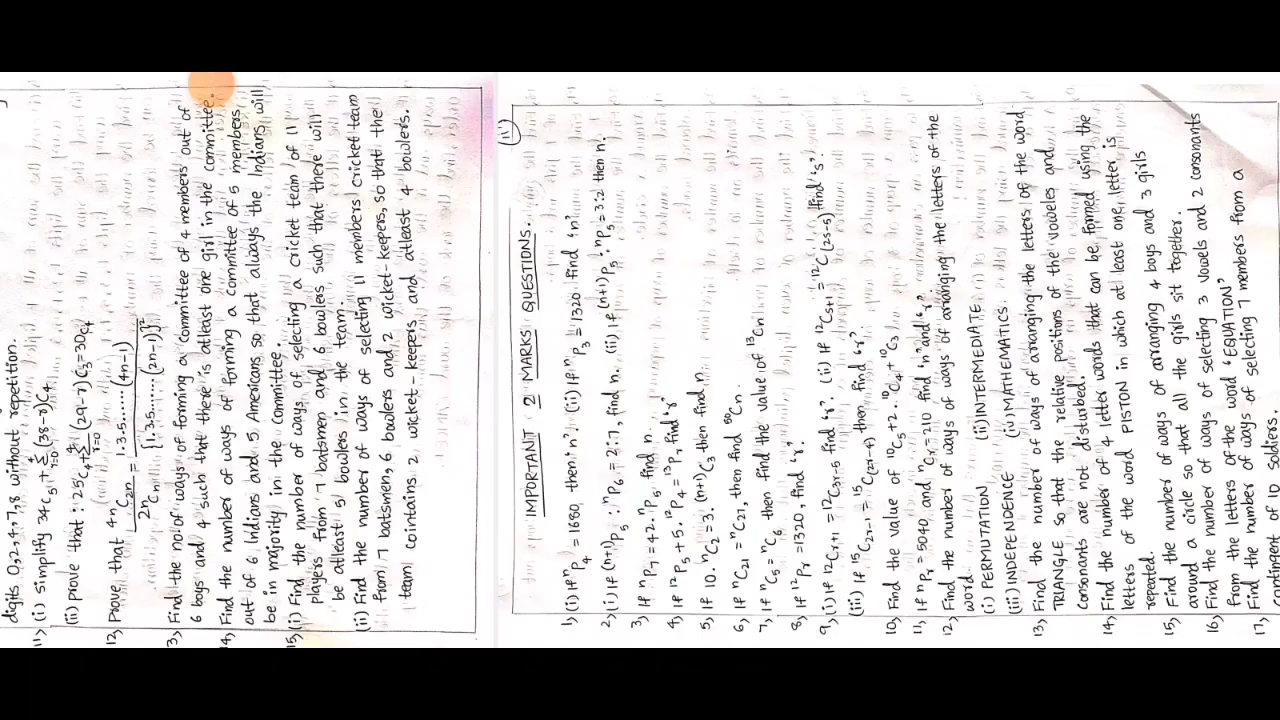 digits 0,2,4,7,8 without repetition.
11) (i) simplify 34C5 + Σ r=0 4 (38-r)C4
(ii) prove that : 25C4 + Σ r=0 4 (29-r)C3 = 30C4
12, prove that 4nC2n / 2nCn = 1.3.5......(4n-1) / {1.3.5......(2n-1)}2
3, Find the no. of ways of forming a committee of 4 members out of
6 boys and 4 such that there is atleast one girl in the committee.
14, Find the number of ways of forming a committee of 5 members
out of 6 indians and 5 Americans so that always the Indians will
be in majority in the committee.
15, (i) Find the number of ways of selecting a cricket team of 11
players from 7 batsmen and 6 bowlers such that there will
be atleast 5 bowlers in the team.
(ii) Find the number of ways of selecting 11 members cricket team
from 7 batsmen, 6 bowlers and 2 wicket-keepers, so that the
team cointains 2 wicket-keepers and atleast 4 bowlers.
(11)
IMPORTANT 2 MARKS QUESTIONS.
1, (i) If nP4 = 1680, then 'n'. (ii) If nP3 = 1320 find 'n'?
2, (i) If (n+1)P5 : nP6 = 2:7, find n. (ii) If (n+1)P5 : nP5 = 3:2 then n?
3, If nP7 = 42. nP5, find n.
4, If 12P5 + 5. 12P4 = 13Pr find 'r'
5, If 10. nC2 = 3. (n+1)C3 then find n
6, If nC21 = nC27, then find 50Cn.
7, If nC5 = nC6 then find the value of 13Cn
8, If 12Pr = 1320, find 'r'?
9, (i) If 12Cr+1 = 12C3r-5 find 'r'? (ii) If 12Cs+1 = 12C(2s-5) find 's'?
(iii) If 15C2r-1 = 15C(2r+4) then find 'r'?
10, Find the value of 10C5 + 2. 10C4 + 10C3
11, If nPr = 5040 and nCr = 210 find 'n' and 'r'?
12, Find the number of ways of arranging the letters of the
word.
(i) PERMUTATION (ii) INTERMEDIATE
(iii) INDEPENDENCE (iv) MATHEMATICS
13, Find the number of ways of arranging the letters of the word
TRIANGLE so that the relative positions of the voweles and
consonants are not disturbed.
14, Find the number of 4 letter words that can be formed using the
letters of the word PISTON in which at least one letter is
repeated.
15, Find the number of ways of arranging 4 boys and 3 girls
around a circle so that all the girls sit together.
16, Find the number of ways of selecting 3 vowels and 2 consonants
from the letters of the word "EQUATION"
17, Find the number of ways of selecting 7 members from a
contingent of 10 soldiers